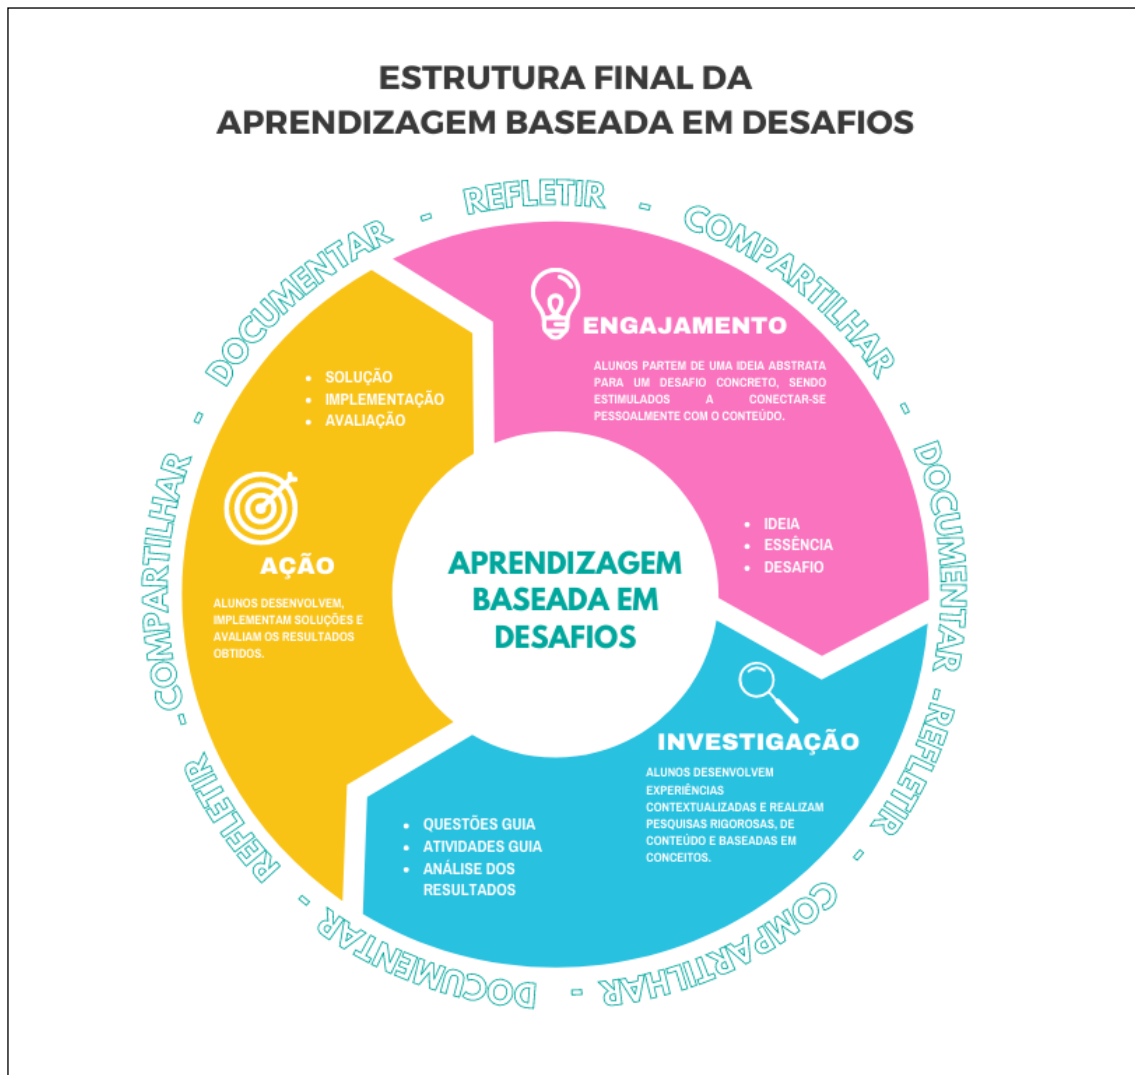 ESTRUTURA FINAL DA
APRENDIZAGEM BASEADA EM DESAFIOS
REFLETIR - COMPARTILHAR - DOCUMENTAR - REFLETIR - COMPARTILHAR - DOCUMENTAR - REFLETIR - COMPARTILHAR - DOCUMENTAR -
ENGAJAMENTO
ALUNOS PARTEM DE UMA IDEIA ABSTRATA
PARA UM DESAFIO CONCRETO, SENDO
ESTIMULADOS A CONECTAR-SE
PESSOALMENTE COM O CONTEÚDO.
• IDEIA
• ESSÊNCIA
• DESAFIO
INVESTIGAÇÃO
ALUNOS DESENVOLVEM
EXPERIÊNCIAS
CONTEXTUALIZADAS E REALIZAM
PESQUISAS RIGOROSAS, DE
CONTEÚDO E BASEADAS EM
CONCEITOS.
• QUESTÕES GUIA
• ATIVIDADES GUIA
• ANÁLISE DOS
RESULTADOS
AÇÃO
ALUNOS DESENVOLVEM,
IMPLEMENTAM SOLUÇÕES E
AVALIAM OS RESULTADOS
OBTIDOS.
• SOLUÇÃO
• IMPLEMENTAÇÃO
• AVALIAÇÃO
APRENDIZAGEM
BASEADA EM
DESAFIOS